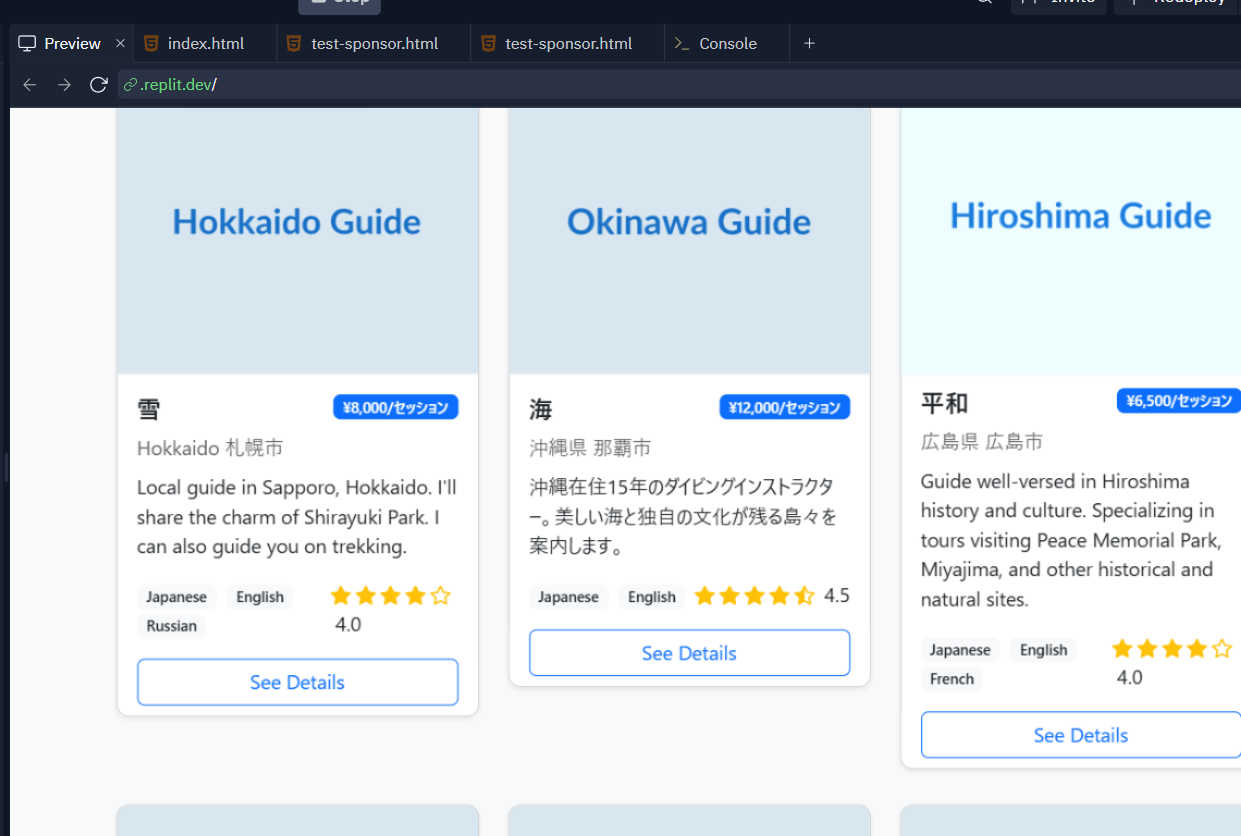 Stop
Invite
Redeploy
Preview
index.html
test-sponsor.html
test-sponsor.html
Console
.replit.dev/
Hokkaido Guide
雪
¥8,000/セッション
Hokkaido 札幌市
Local guide in Sapporo, Hokkaido. I'll
share the charm of Shirayuki Park. I
can also guide you on trekking.
Japanese English
Russian
4.0
See Details
Okinawa Guide
海
¥12,000/セッション
沖縄県 那覇市
沖縄在住15年のダイビングインストラクタ
ー。美しい海と独自の文化が残る島々を
案内します。
Japanese English
4.5
See Details
Hiroshima Guide
平和
¥6,500/セッション
広島県 広島市
Guide well-versed in Hiroshima
history and culture. Specializing in
tours visiting Peace Memorial Park,
Miyajima, and other historical and
natural sites.
Japanese English
French
4.0
See Details